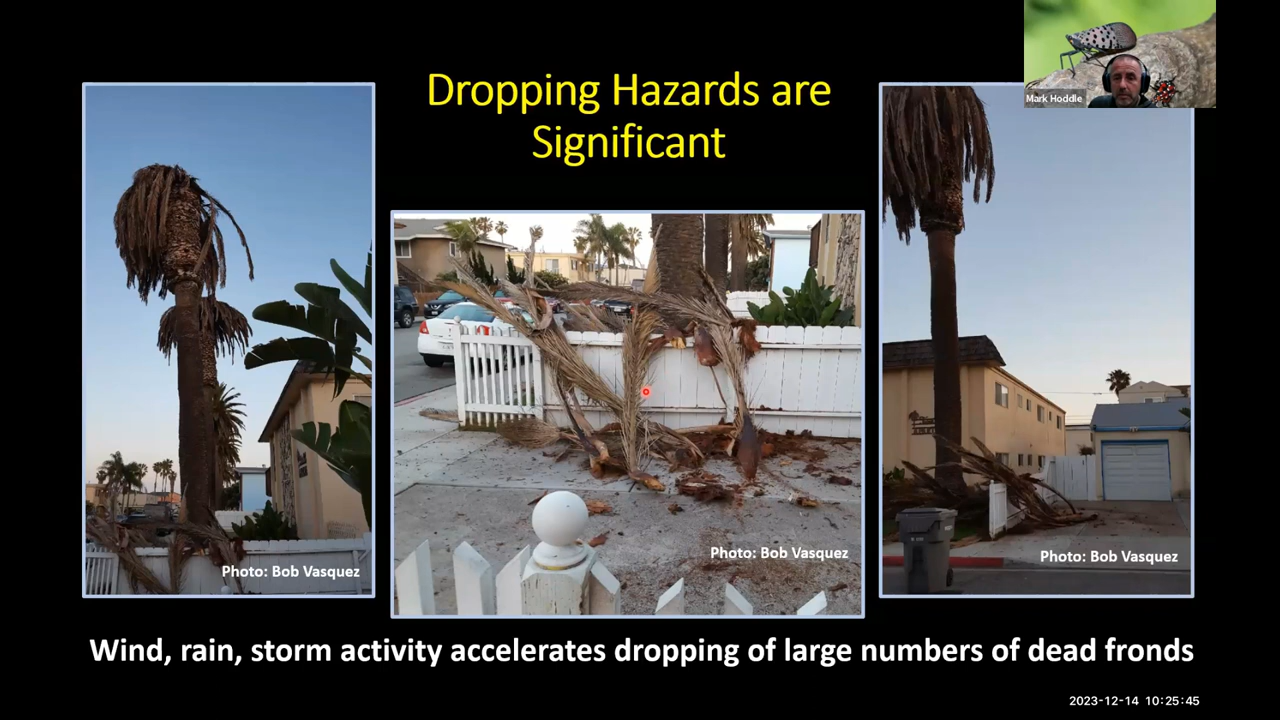 Mark Hoddle
Dropping Hazards are
Significant
Photo: Bob Vasquez
Photo: Bob Vasquez
Photo: Bob Vasquez
Wind, rain, storm activity accelerates dropping of large numbers of dead fronds
2023-12-14 10:25:45